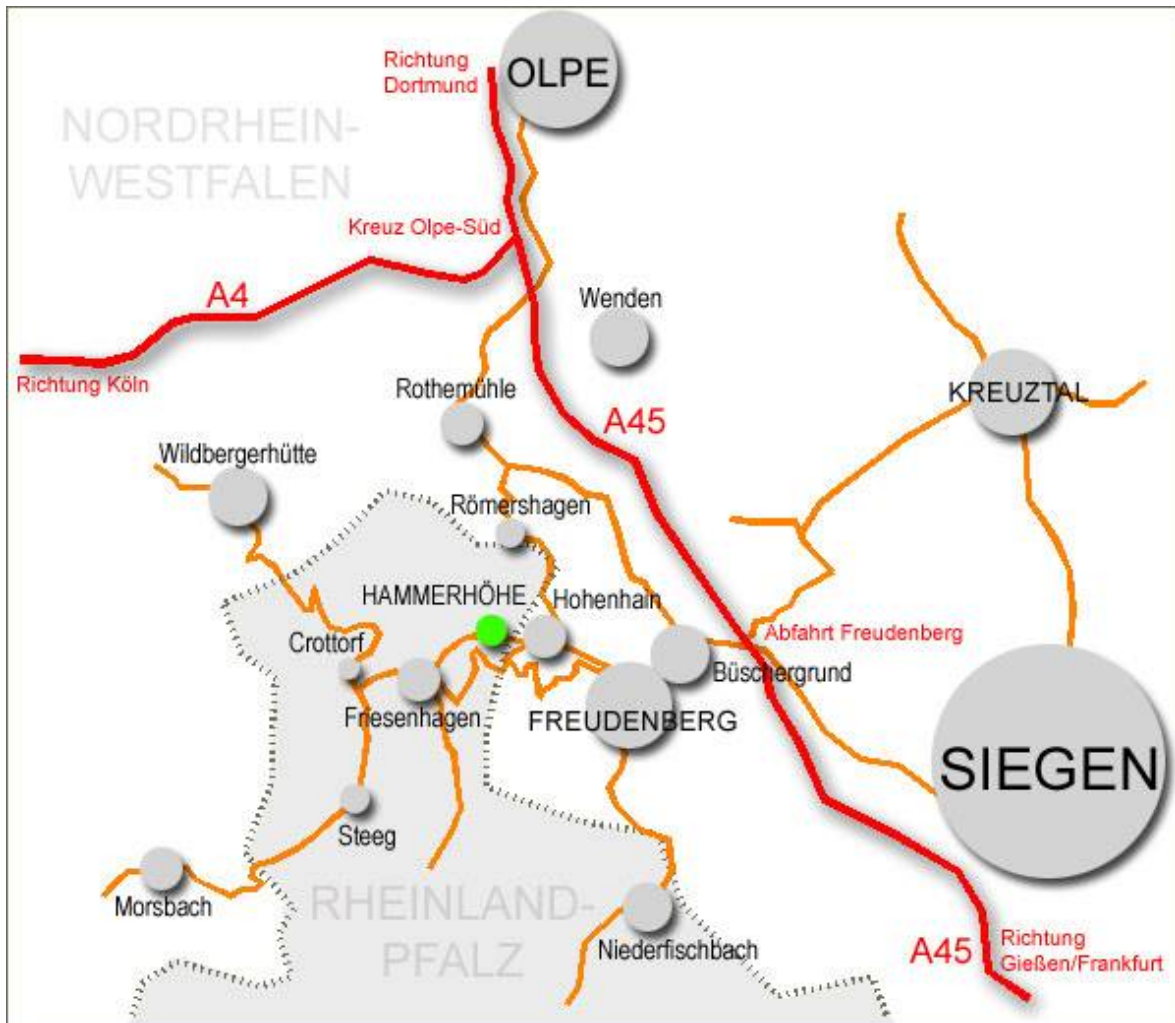 Richtung
Dortmund
OLPE
NORDRHEIN-
WESTFALEN
Kreuz Olpe-Süd
A4
Wenden
Richtung Köln
Rothemühle
KREUZTAL
A45
Wildbergerhütte
Römershagen
HAMMERHÖHE
Hohenhain
Abfahrt Freudenberg
Crottorf
Büschergrund
Friesenhagen
FREUDENBERG
SIEGEN
Steeg
Morsbach
RHEINLAND-
PFALZ
Niederfischbach
A45
Richtung
Gießen/Frankfurt